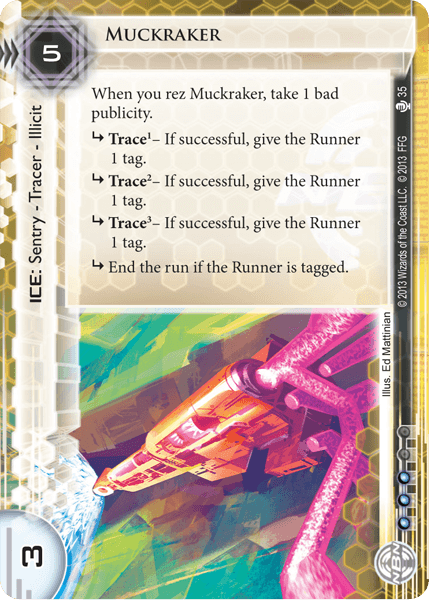 5
MUCKRAKER
ICE: Sentry - Tracer - Illicit
When you rez Muckraker, take 1 bad
publicity.
↳ Trace¹– If successful, give the Runner
1 tag.
↳ Trace²– If successful, give the Runner
1 tag.
↳ Trace³– If successful, give the Runner
1 tag.
↳ End the run if the Runner is tagged.
© 2013 Wizards of the Coast LLC. © 2013 FFG
35
Illus. Ed Mattinian
3
NBN